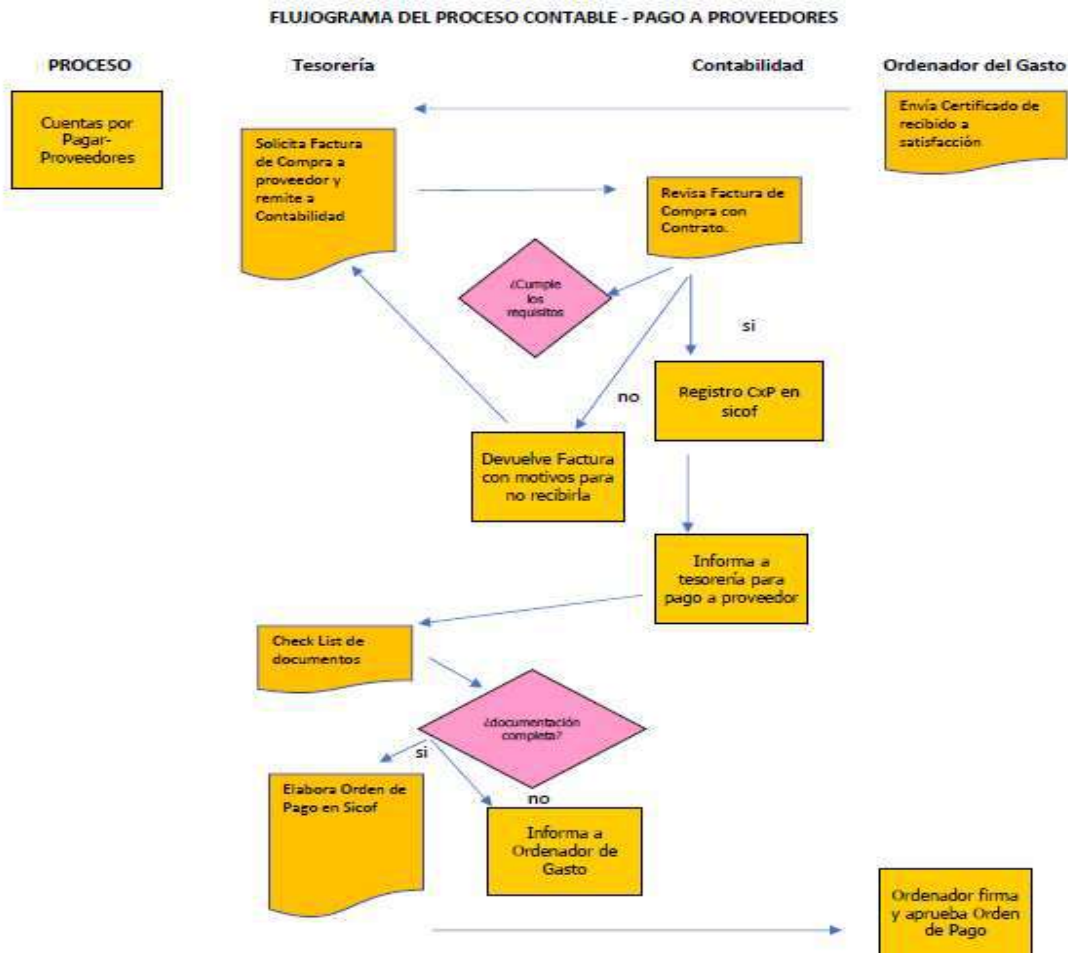 FLUJOGRAMA DEL PROCESO CONTABLE - PAGO A PROVEEDORES
PROCESO
Tesorería
Contabilidad
Ordenador del Gasto
Cuentas por
Pagar-
Proveedores
Envía Certificado de
recibido a
satisfacción
Solicita Factura
de Compra a
proveedor y
remite a
Contabilidad
Revisa Factura de
Compra con
Contrato.
¿Cumple
los
requisitos
si
no
Registro CxP en
sicof
Devuelve Factura
con motivos para
no recibirla
Informa a
tesorería para
pago a proveedor
Check List de
documentos
¿documentación
completa?
si
no
Elabora Orden de
Pago en Sicof
Informa a
Ordenador de
Gasto
Ordenador firma
y aprueba Orden
de Pago